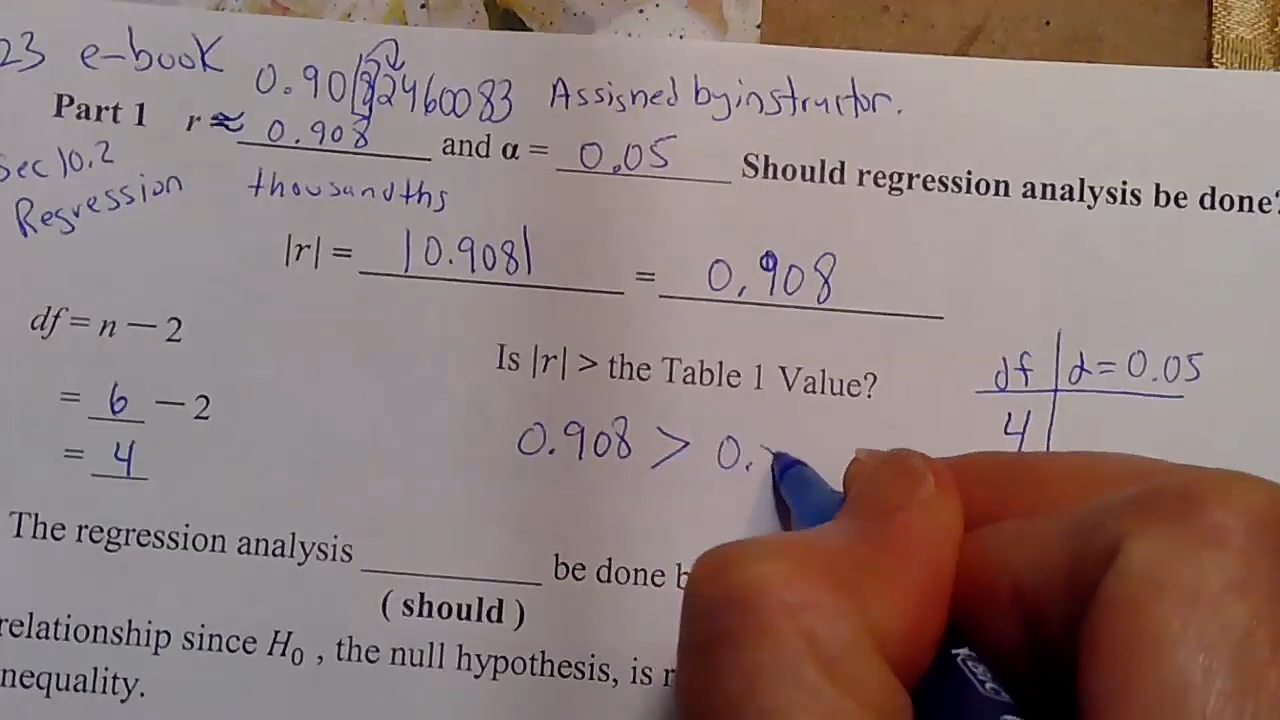 23 e-book 0.90182460083 Assigned by instructor.
Part 1 r ≈ 0.908 and α = 0.05 Should regression analysis be done?
Sec 10.2 thousandths
Regression
|r| = |0.908| = 0.908
df = n − 2
Is |r| > the Table 1 Value?
df α = 0.05
= 6 − 2
4
0.908 > 0.
= 4
The regression analysis ________ be done
( should )
relationship since H₀ , the null hypothesis, is
nequality.